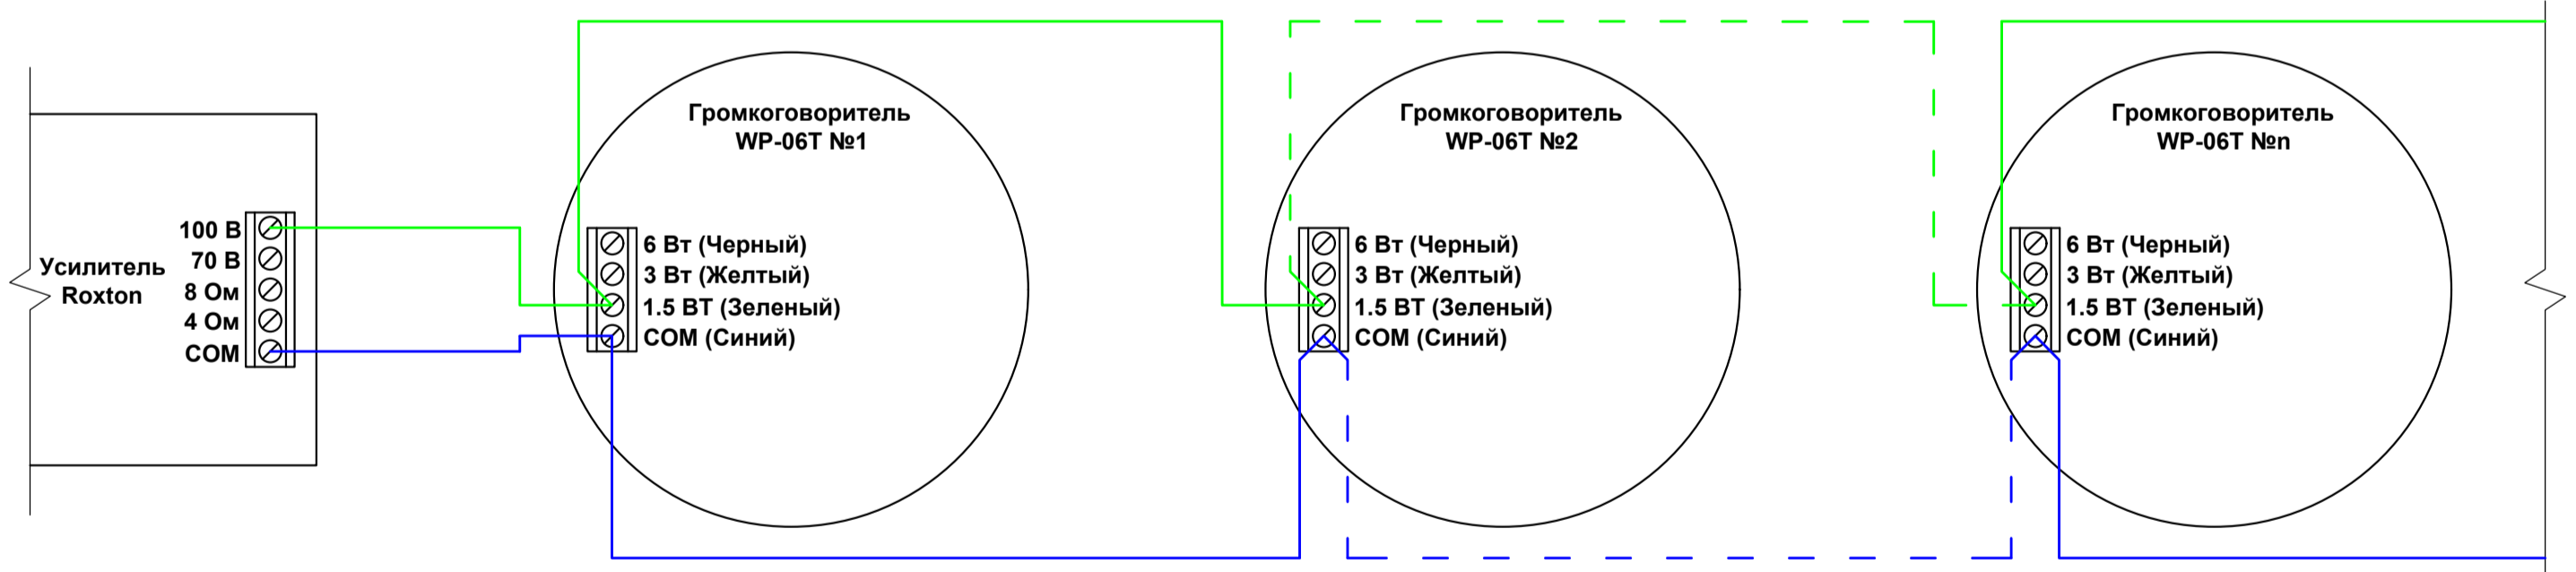 Усилитель
Roxton
100 В
70 В
8 Ом
4 Ом
COM
Громкоговоритель
WP-06T №1
6 Вт (Черный)
3 Вт (Желтый)
1.5 ВТ (Зеленый)
COM (Синий)
Громкоговоритель
WP-06T №2
6 Вт (Черный)
3 Вт (Желтый)
1.5 ВТ (Зеленый)
COM (Синий)
Громкоговоритель
WP-06T №n
6 Вт (Черный)
3 Вт (Желтый)
1.5 ВТ (Зеленый)
COM (Синий)